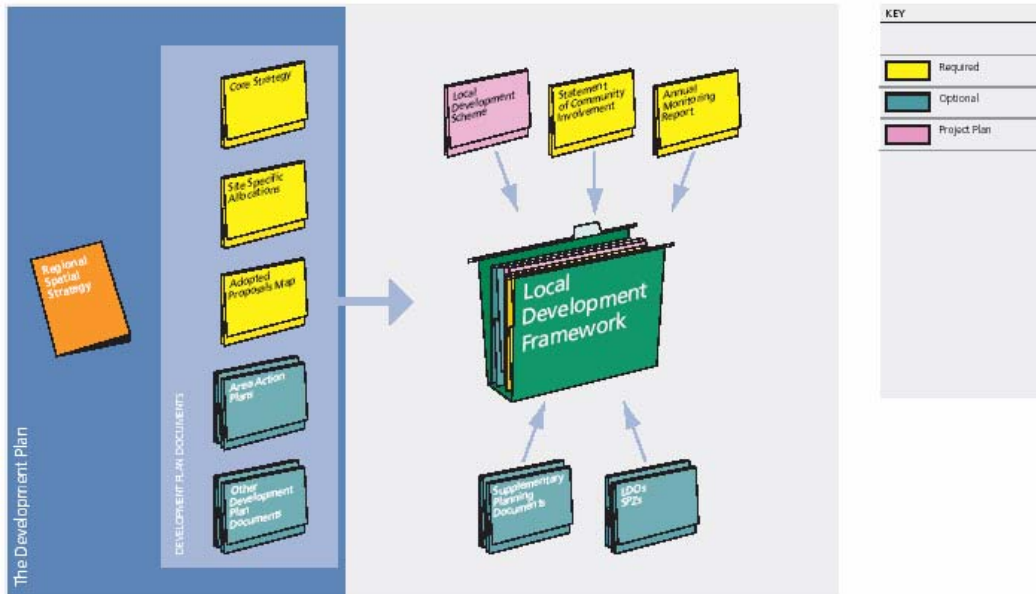 The Development Plan
Regional
Spatial
Strategy
DEVELOPMENT PLAN DOCUMENTS
Core Strategy
Site Specific
Allocations
Adopted
Proposals Map
Area Action
Plans
Other
Development
Plan
Documents
Local
Development
Scheme
Statement
of Community
Involvement
Annual
Monitoring
Report
Local
Development
Framework
Supplementary
Planning
Documents
LDOs
SPZs
KEY
Required
Optional
Project Plan